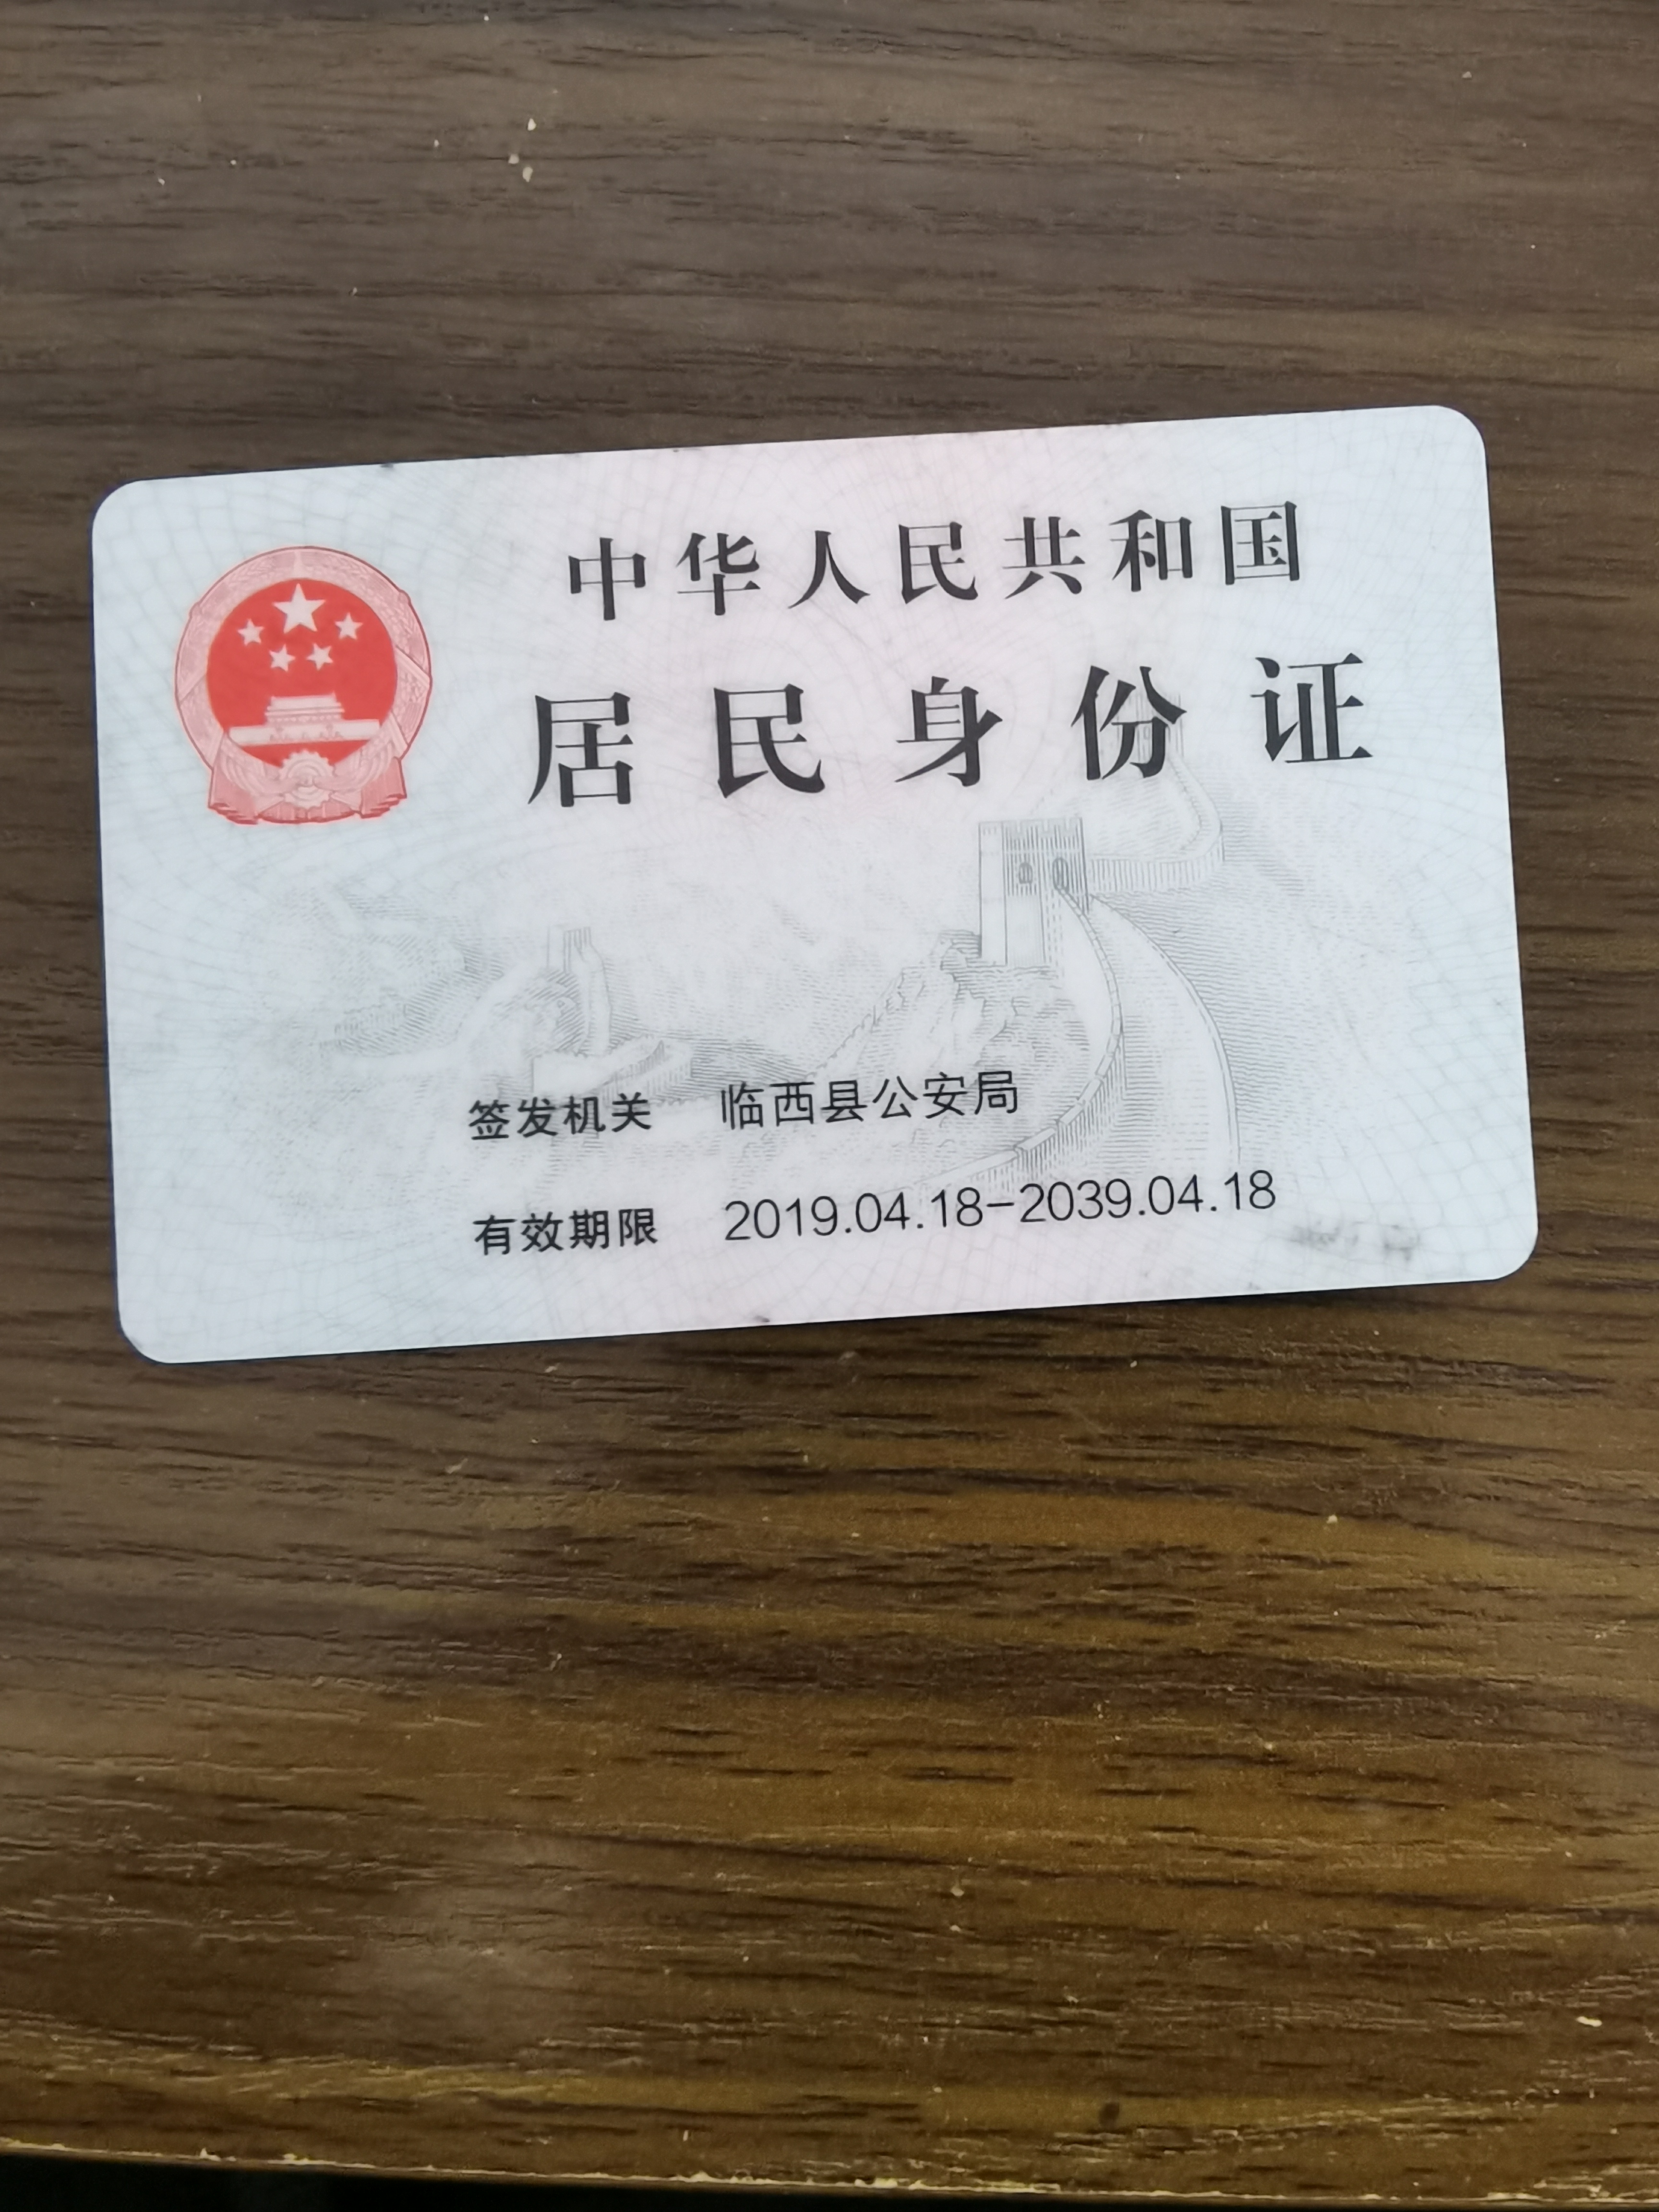 中华人民共和国
居民身份证
签发机关 临西县公安局
有效期限 2019.04.18-2039.04.18